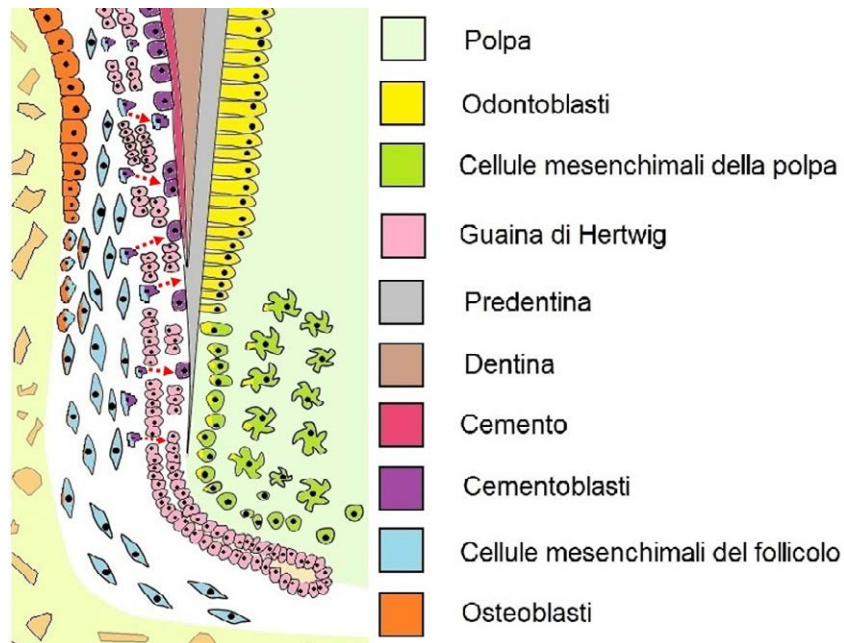 Polpa
Odontoblasti
Cellule mesenchimali della polpa
Guaina di Hertwig
Predentina
Dentina
Cemento
Cementoblasti
Cellule mesenchimali del follicolo
Osteoblasti